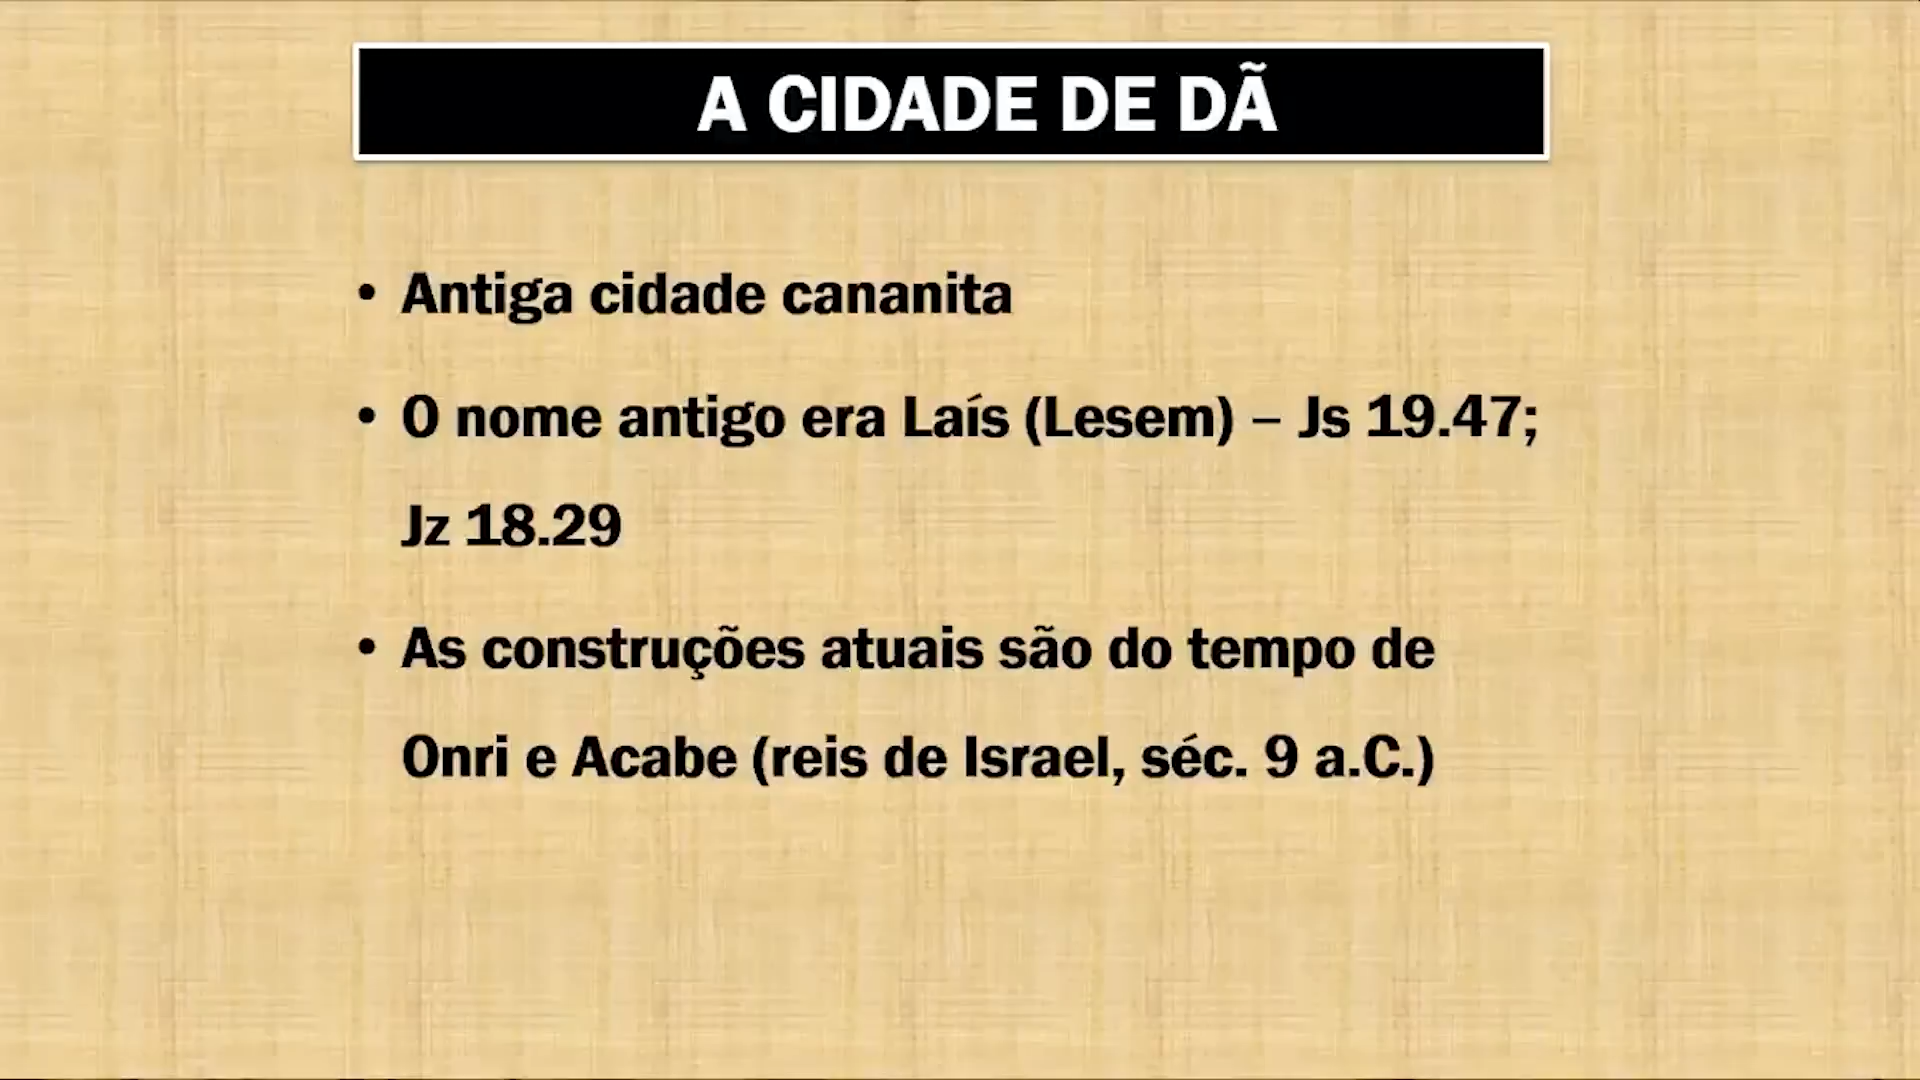 A CIDADE DE DÃ
• Antiga cidade cananita
• O nome antigo era Laís (Lesem) – Js 19.47;
Jz 18.29
• As construções atuais são do tempo de
Onri e Acabe (reis de Israel, séc. 9 a.C.)